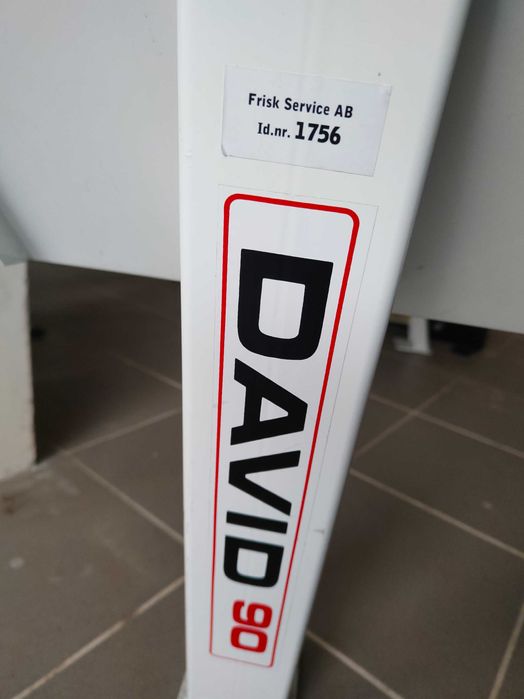 Frisk Service AB
Id.nr. 1756
DAVID 90